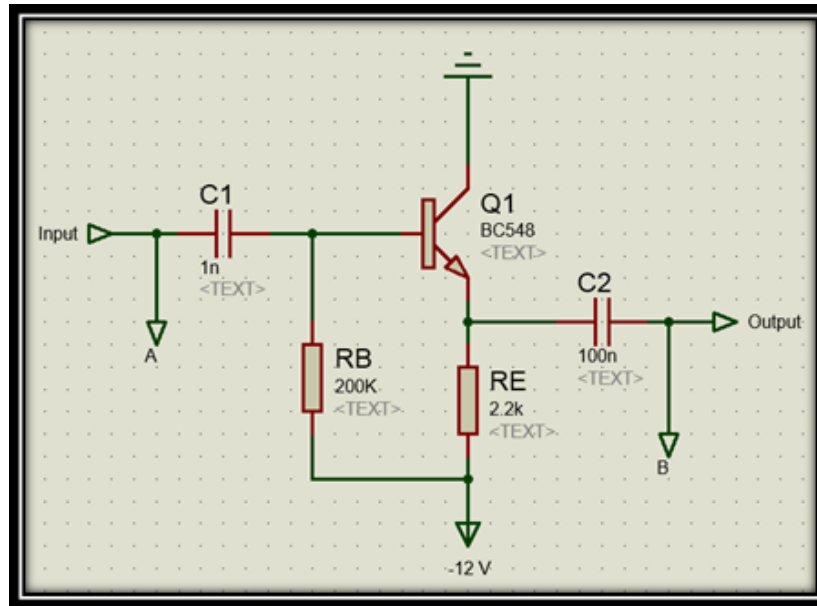 C1
Input
1n
<TEXT>
A
Q1
BC548
<TEXT>
C2
100n
<TEXT>
Output
B
RB
200K
<TEXT>
RE
2.2k
<TEXT>
-12 V